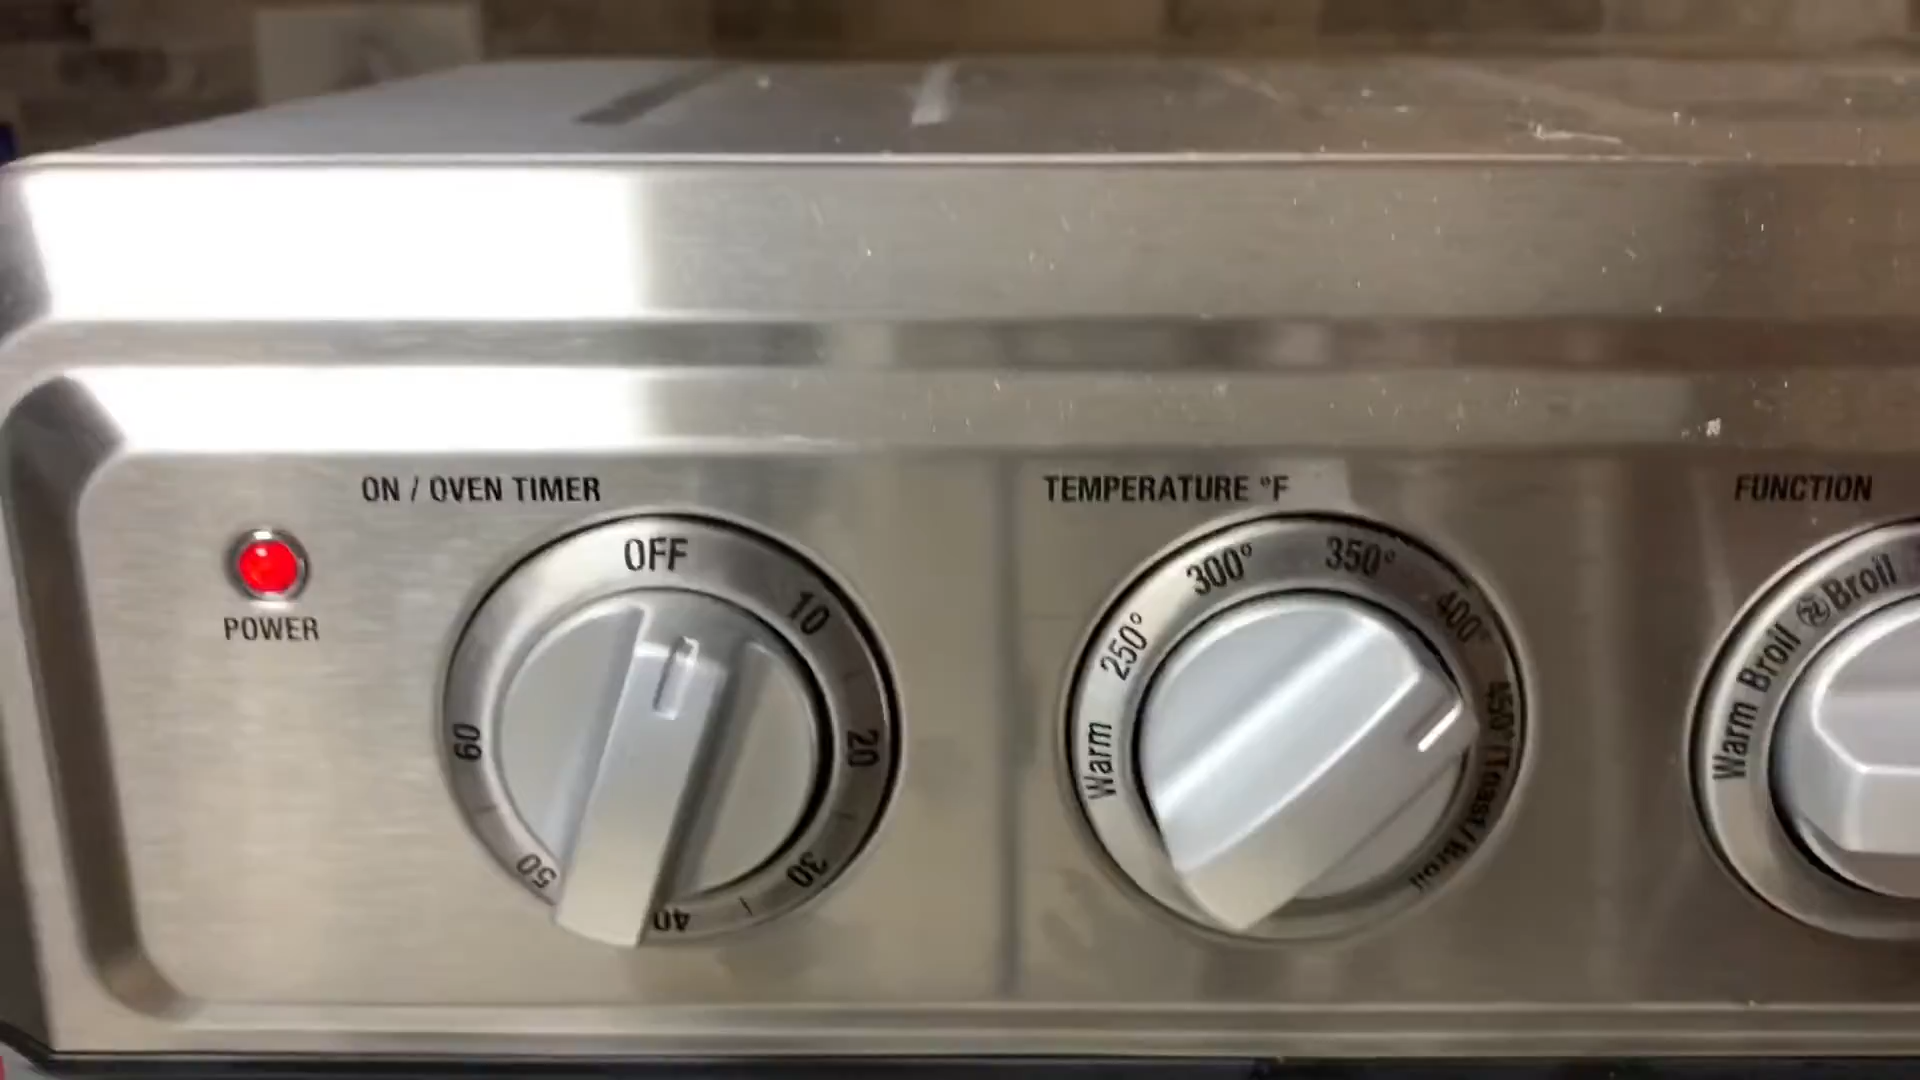 ON / OVEN TIMER
POWER
OFF
10
20
30
40
50
60
TEMPERATURE °F
Warm
250°
300°
350°
400°
450°/Toast/Broil
FUNCTION
Warm Broil
Broil